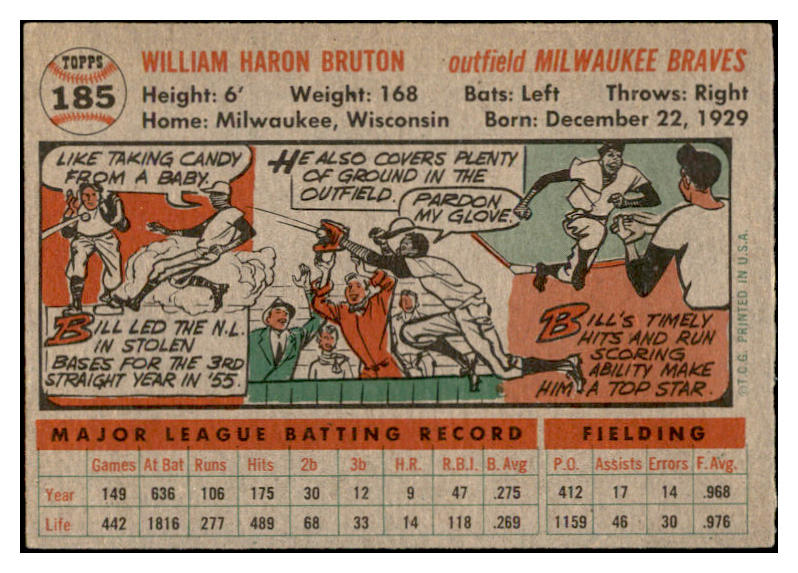 TOPPS
185
WILLIAM HARON BRUTON outfield MILWAUKEE BRAVES
Height: 6' Weight: 168 Bats: Left Throws: Right
Home: Milwaukee, Wisconsin Born: December 22, 1929
LIKE TAKING CANDY
FROM A BABY.
BILL LED THE N.L.
IN STOLEN
BASES FOR THE 3RD
STRAIGHT YEAR IN '55.
HE ALSO COVERS PLENTY
OF GROUND IN THE
OUTFIELD.
PARDON
MY GLOVE.
BILL'S TIMELY
HITS AND RUN
SCORING
ABILITY MAKE
HIM A TOP STAR.
©T.C.G. PRINTED IN U.S.A.
MAJOR LEAGUE BATTING RECORD FIELDING
Games At Bat Runs Hits 2b 3b H.R. R.B.I. B. Avg P.O. Assists Errors F. Avg.
Year 149 636 106 175 30 12 9 47 .275 412 17 14 .968
Life 442 1816 277 489 68 33 14 118 .269 1159 46 30 .976